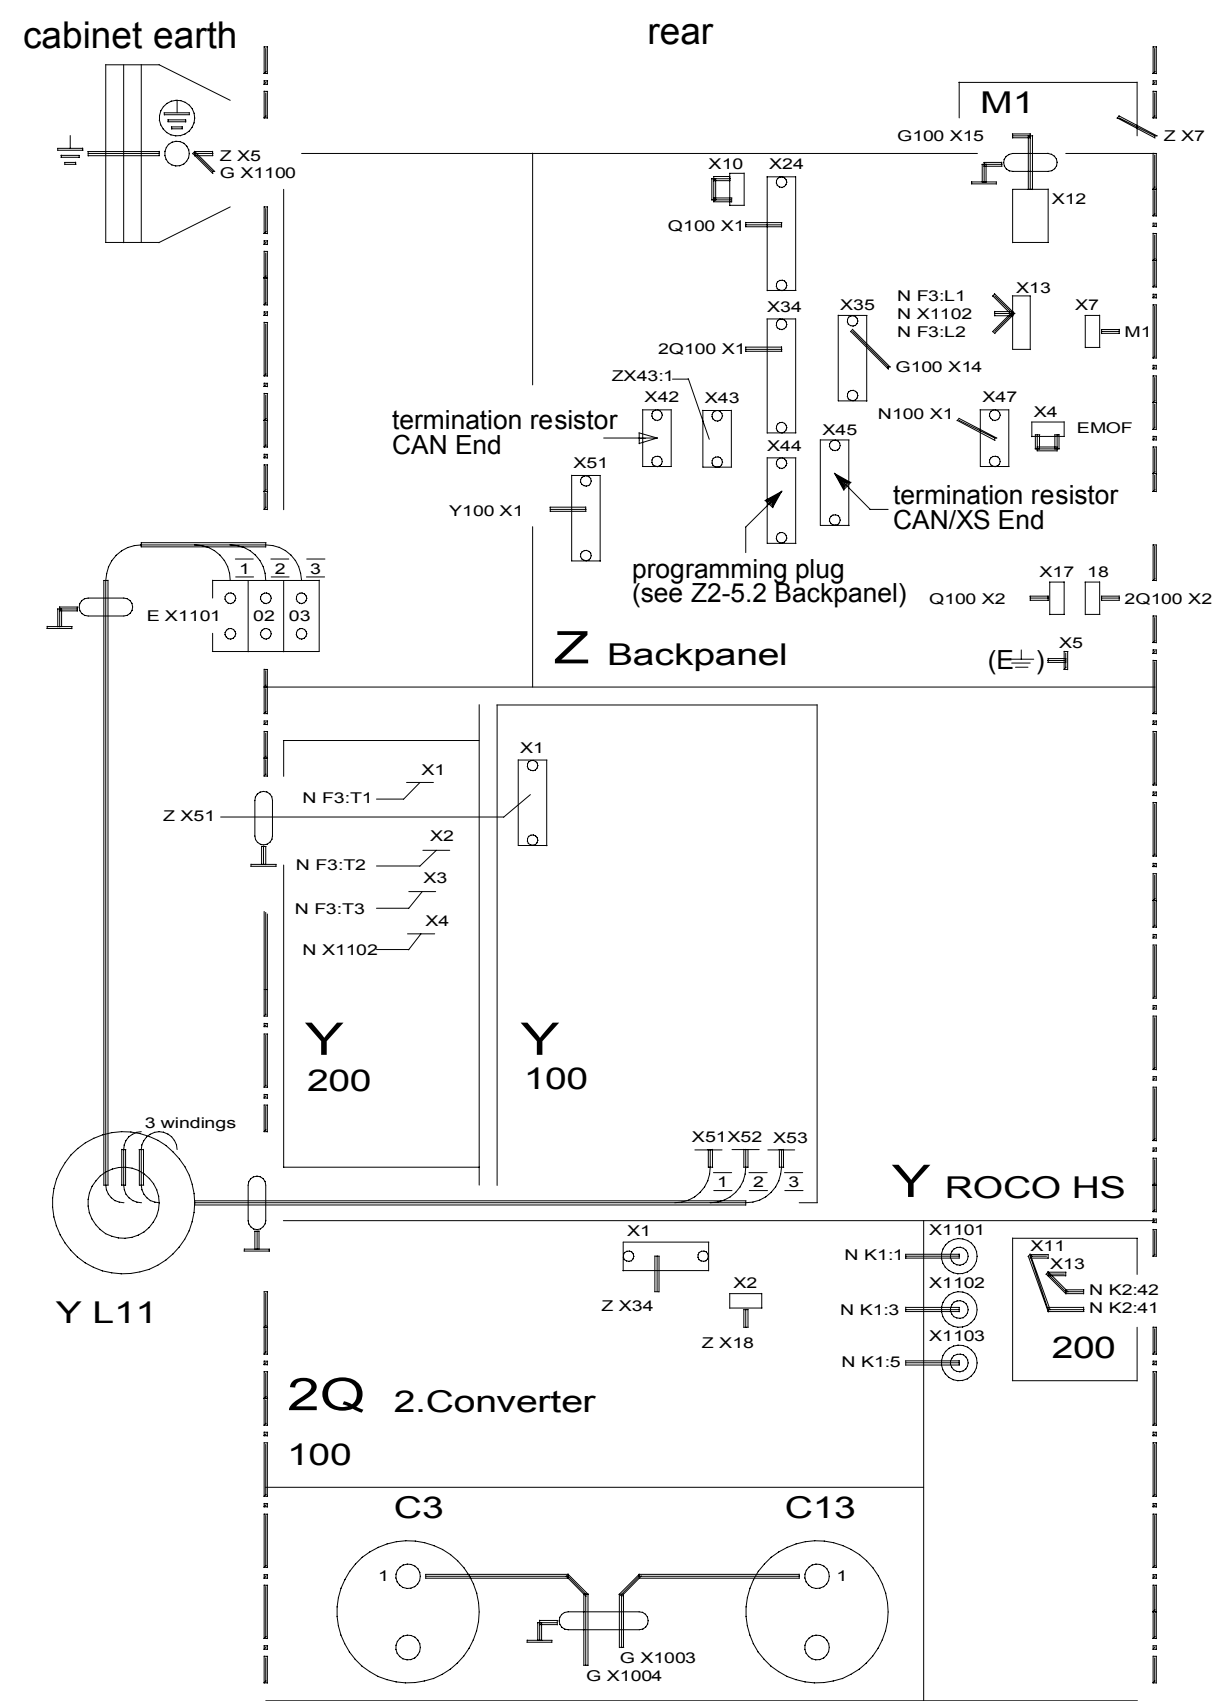 cabinet earth
rear
M1
G100 X15
Z X7
Z X5
G X1100
X10
X24
X12
Q100 X1
X34
X35
N F3:L1
N X1102
N F3:L2
X13
X7
M1
2Q100 X1
G100 X14
ZX43:1
X42
X43
N100 X1
X47
X4
EMOF
termination resistor
CAN End
X44
X45
X51
Y100 X1
termination resistor
CAN/XS End
programming plug
(see Z2-5.2 Backpanel)
X17
18
Q100 X2
2Q100 X2
1
2
3
E X1101
02
03
Z Backpanel
(E )
X5
X1
X1
N F3:T1
Z X51
X2
N F3:T2
X3
N F3:T3
X4
N X1102
Y
200
Y
100
3 windings
X51
X52
X53
1
2
3
Y ROCO HS
Y L11
X1
Z X34
X2
Z X18
X1101
N K1:1
X1102
N K1:3
X1103
N K1:5
X11
X13
N K2:42
N K2:41
200
2Q 2.Converter
100
C3
C13
1
1
G X1003
G X1004